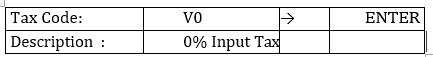 Tax Code: V0 → ENTER
Description : 0% Input Tax